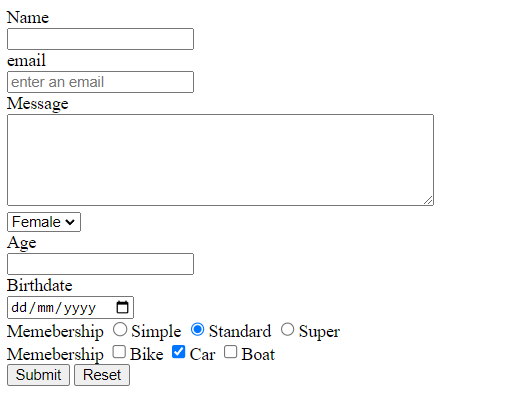 Name
email
enter an email
Message
Female
Age
Birthdate
dd/mm/yyyy
Memebership Simple Standard Super
Memebership Bike Car Boat
Submit Reset